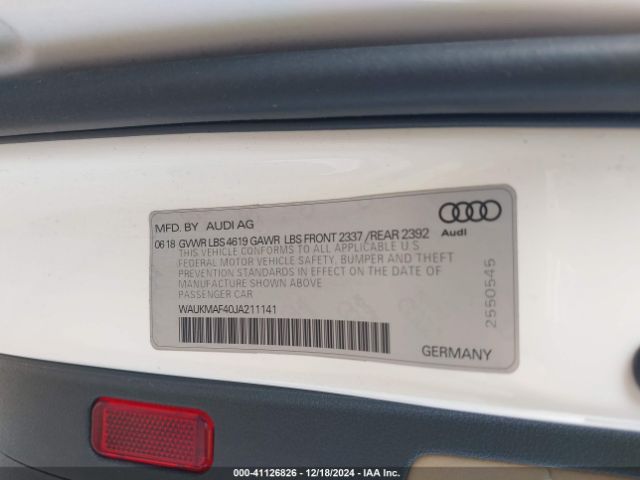 MFD. BY AUDI AG
06 18 GVWR LBS 4619 GAWR LBS FRONT 2337 /REAR 2392
THIS VEHICLE CONFORMS TO ALL APPLICABLE U.S.
FEDERAL MOTOR VEHICLE SAFETY, BUMPER AND THEFT
PREVENTION STANDARDS IN EFFECT ON THE DATE OF
MANUFACTURE SHOWN ABOVE
PASSENGER CAR
WAUKMAF40JA211141
Audi
2550545
GERMANY
000-41126826 - 12/18/2024 - IAA Inc.